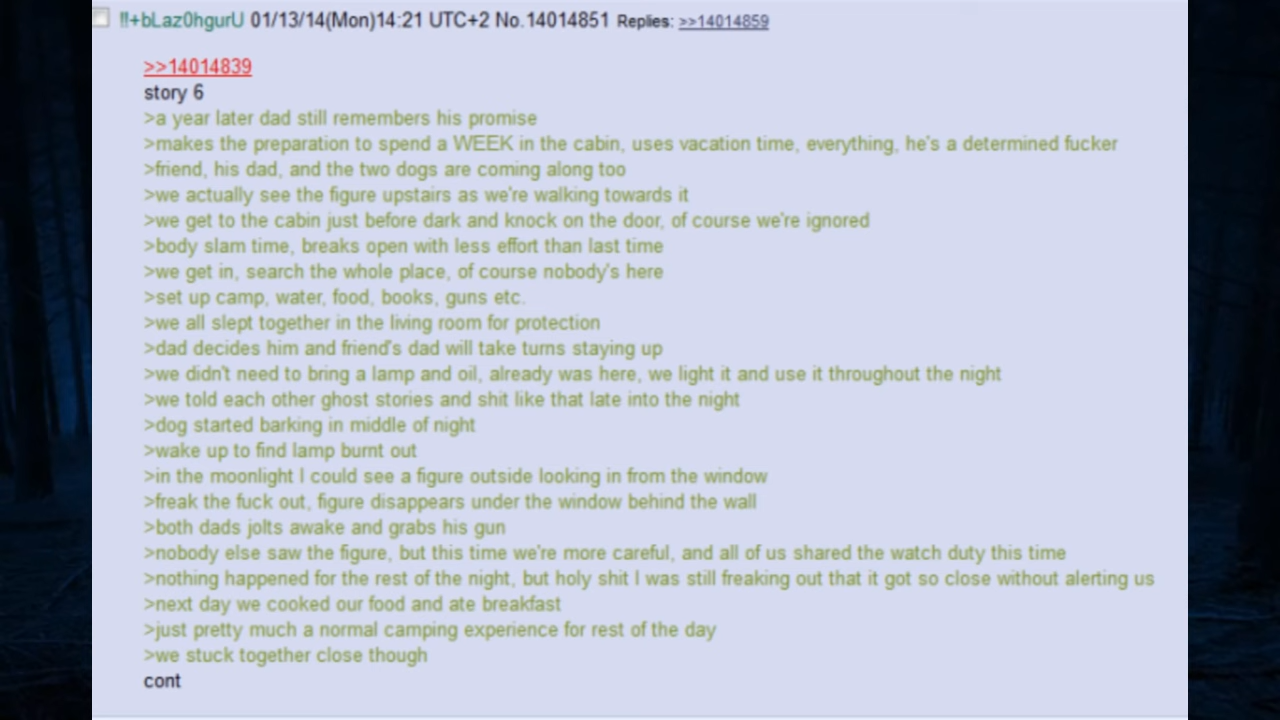 !!+bLaz0hgurU 01/13/14(Mon)14:21 UTC+2 No.14014851 Replies: >>14014859
>>14014839
story 6
>a year later dad still remembers his promise
>makes the preparation to spend a WEEK in the cabin, uses vacation time, everything, he's a determined fucker
>friend, his dad, and the two dogs are coming along too
>we actually see the figure upstairs as we're walking towards it
>we get to the cabin just before dark and knock on the door, of course we're ignored
>body slam time, breaks open with less effort than last time
>we get in, search the whole place, of course nobody's here
>set up camp, water, food, books, guns etc.
>we all slept together in the living room for protection
>dad decides him and friend's dad will take turns staying up
>we didn't need to bring a lamp and oil, already was here, we light it and use it throughout the night
>we told each other ghost stories and shit like that late into the night
>dog started barking in middle of night
>wake up to find lamp burnt out
>in the moonlight I could see a figure outside looking in from the window
>freak the fuck out, figure disappears under the window behind the wall
>both dads jolts awake and grabs his gun
>nobody else saw the figure, but this time we're more careful, and all of us shared the watch duty this time
>nothing happened for the rest of the night, but holy shit I was still freaking out that it got so close without alerting us
>next day we cooked our food and ate breakfast
>just pretty much a normal camping experience for rest of the day
>we stuck together close though
cont